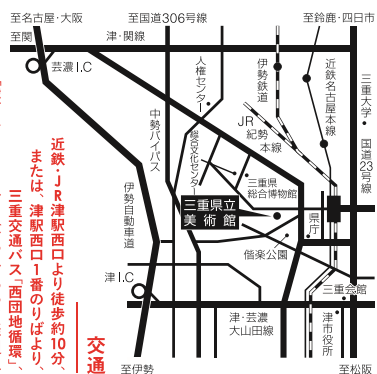 至名古屋・大阪
至国道306号線
至鈴鹿・四日市
至関
津・関線
芸濃I.C
人権センター
伊勢鉄道
近鉄名古屋本線
三重大学
国道23号線
中勢バイパス
総合文化センター
JR紀勢本線
三重県
総合博物館
三重県立
美術館
県庁
偕楽公園
伊勢自動車道
津I.C
三重会館
津市役所
津・芸濃
大山田線
至伊勢
至松阪
交通
近鉄・JR津駅西口より徒歩約10分、
または、津駅西口1番のりばより、
三重交通バス「西団地循環」、